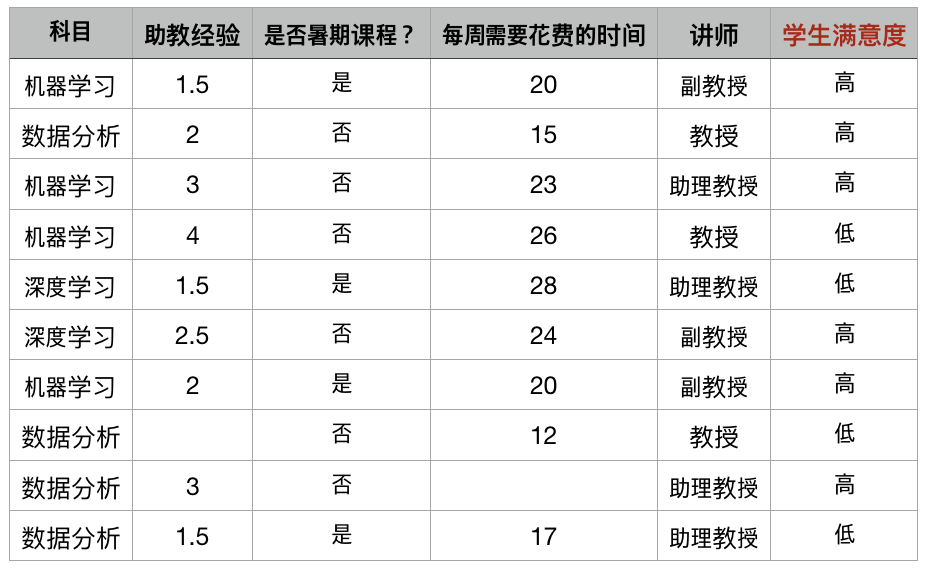 科目 助教经验 是否暑期课程？ 每周需要花费的时间 讲师 学生满意度
机器学习 1.5 是 20 副教授 高
数据分析 2 否 15 教授 高
机器学习 3 否 23 助理教授 高
机器学习 4 否 26 教授 低
深度学习 1.5 是 28 助理教授 低
深度学习 2.5 否 24 副教授 高
机器学习 2 是 20 副教授 高
数据分析 否 12 教授 低
数据分析 3 否 助理教授 高
数据分析 1.5 是 17 助理教授 低